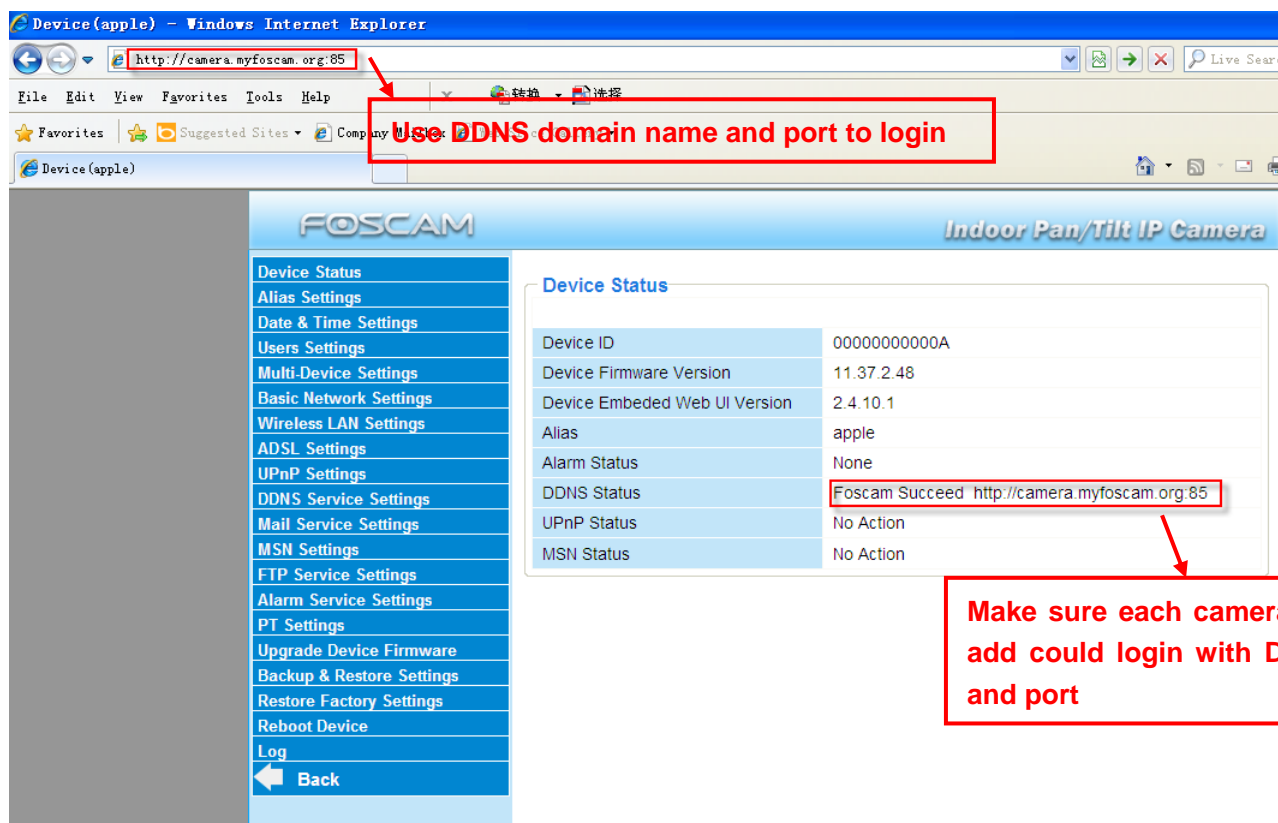 Device(apple) - Windows Internet Explorer
http://camera.myfoscam.org:85
Live Sear
File Edit View Favorites Tools Help
转换 选择
Use DDNS domain name and port to login
Favorites Suggested Sites
Device(apple)
FOSCAM
Indoor Pan/Tilt IP Camera
Device Status
Alias Settings
Date & Time Settings
Users Settings
Multi-Device Settings
Basic Network Settings
Wireless LAN Settings
ADSL Settings
UPnP Settings
DDNS Service Settings
Mail Service Settings
MSN Settings
FTP Service Settings
Alarm Service Settings
PT Settings
Upgrade Device Firmware
Backup & Restore Settings
Restore Factory Settings
Reboot Device
Log
Back
Device Status
Device ID 00000000000A
Device Firmware Version 11.37.2.48
Device Embeded Web UI Version 2.4.10.1
Alias apple
Alarm Status None
DDNS Status Foscam Succeed http://camera.myfoscam.org:85
UPnP Status No Action
MSN Status No Action
Make sure each camera
add could login with D
and port